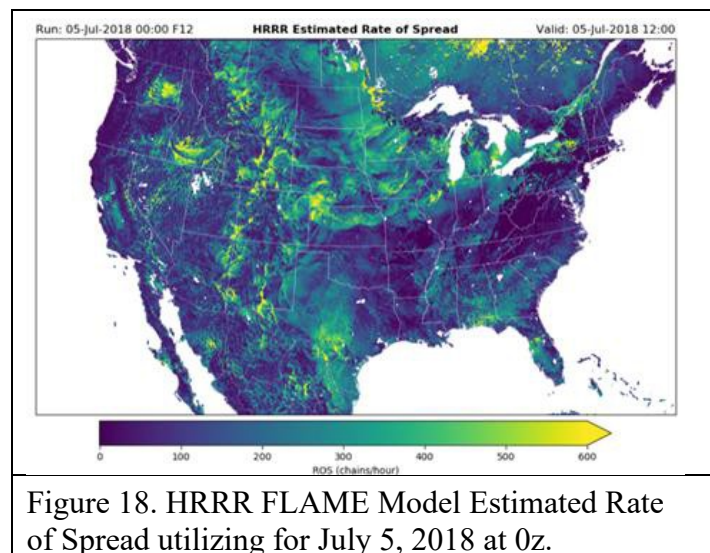 Run: 05-Jul-2018 00:00 F12 HRRR Estimated Rate of Spread Valid: 05-Jul-2018 12:00
0 100 200 300 400 500 600
ROS (chains/hour)
Figure 18. HRRR FLAME Model Estimated Rate
of Spread utilizing for July 5, 2018 at 0z.